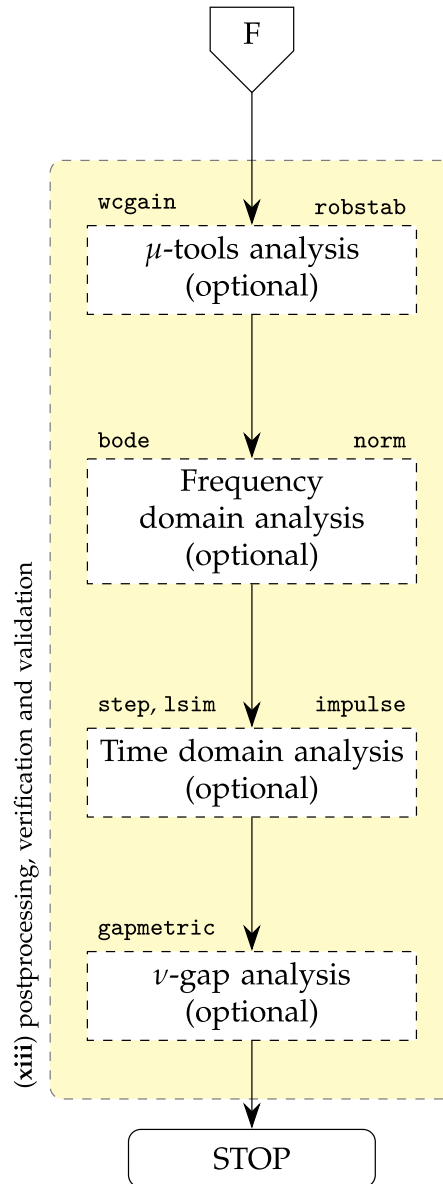 F
wcgain
robstab
μ-tools analysis
(optional)
bode
norm
Frequency
domain analysis
(optional)
step, lsim
impulse
Time domain analysis
(optional)
gapmetric
ν-gap analysis
(optional)
(xiii) postprocessing, verification and validation
STOP